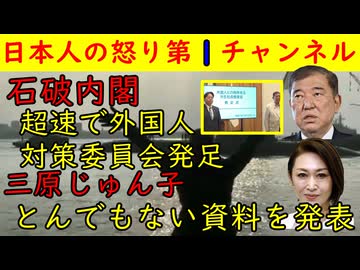 日本人の怒り第1チャンネル
石破内閣
超速で外国人
対策委員会発足
三原じゅん子
とんでもない資料を発表